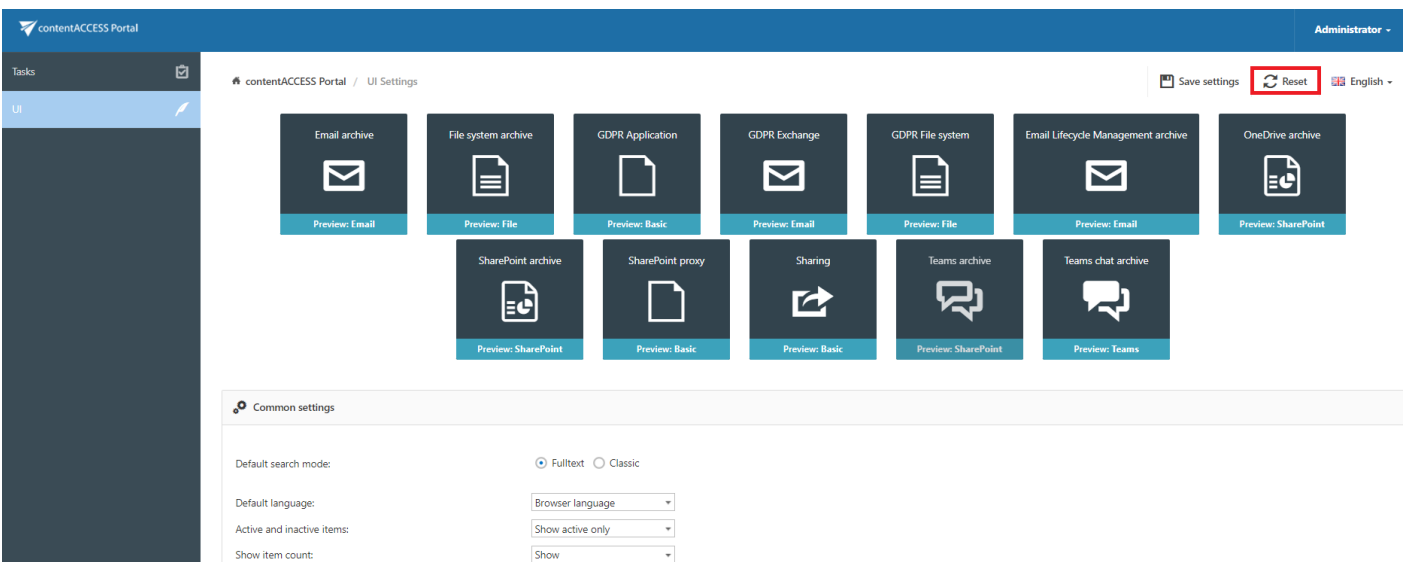 contentACCESS Portal
Administrator
Tasks
UI
contentACCESS Portal / UI Settings
Save settings
Reset
English
Email archive
Preview: Email
File system archive
Preview: File
GDPR Application
Preview: Basic
GDPR Exchange
Preview: Email
GDPR File system
Preview: File
Email Lifecycle Management archive
Preview: Email
OneDrive archive
Preview: SharePoint
SharePoint archive
Preview: SharePoint
SharePoint proxy
Preview: Basic
Sharing
Preview: Basic
Teams archive
Preview: SharePoint
Teams chat archive
Preview: Teams
Common settings
Default search mode: Fulltext Classic
Default language: Browser language
Active and inactive items: Show active only
Show item count: Show